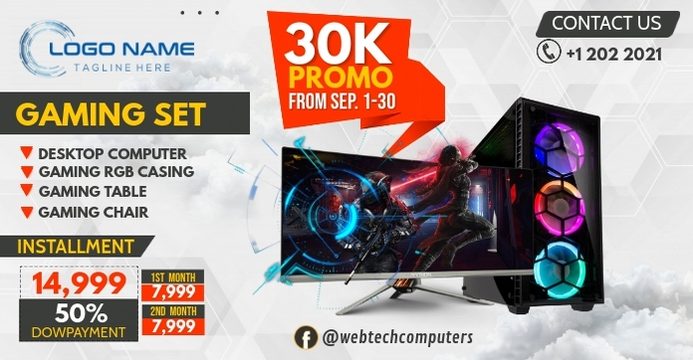 LOGO NAME
TAGLINE HERE
30K
PROMO
FROM SEP. 1-30
CONTACT US
+1 202 2021
GAMING SET
DESKTOP COMPUTER
GAMING RGB CASING
GAMING TABLE
GAMING CHAIR
INSTALLMENT
14,999
50%
DOWPAYMENT
1ST MONTH
7,999
2ND MONTH
7,999
@webtechcomputers